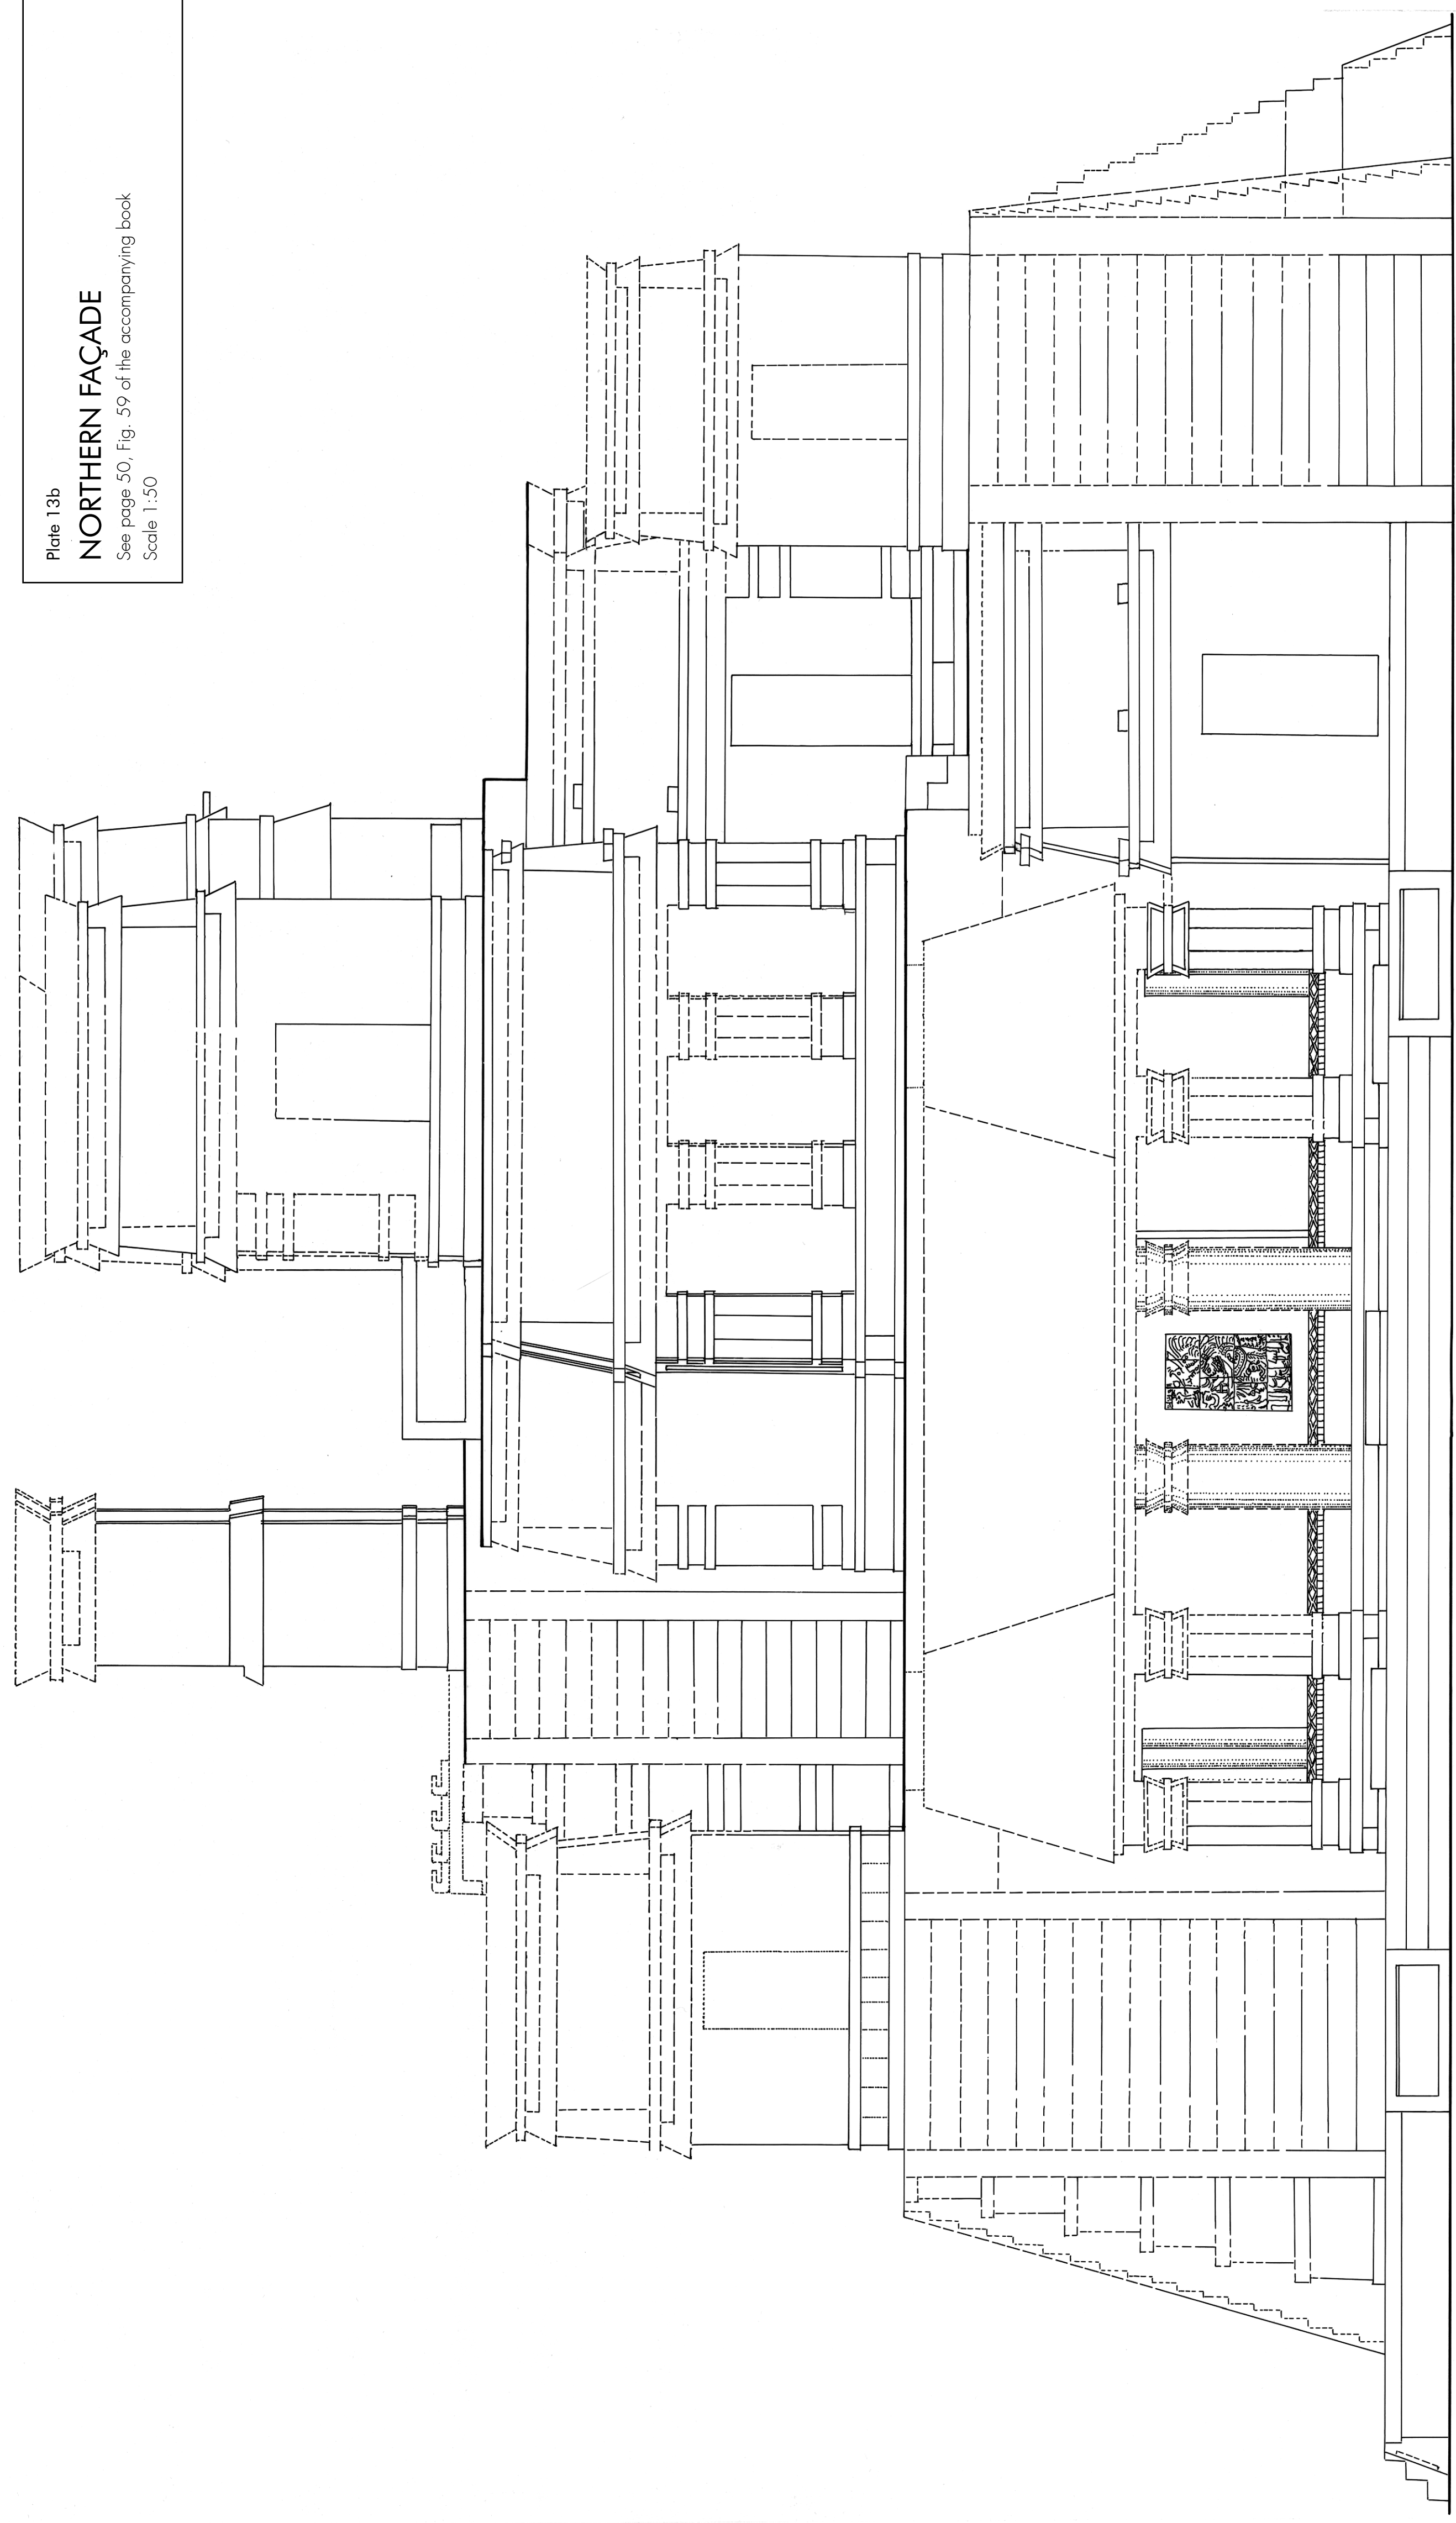 Plate 13b
NORTHERN FAÇADE
See page 50, Fig. 59 of the accompanying book
Scale 1:50